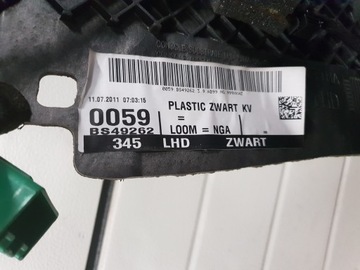 11.07.2011 07:03:15
PLASTIC ZWART KV
0059
=
BS49262
LOOM = NGA
345 LHD ZWART